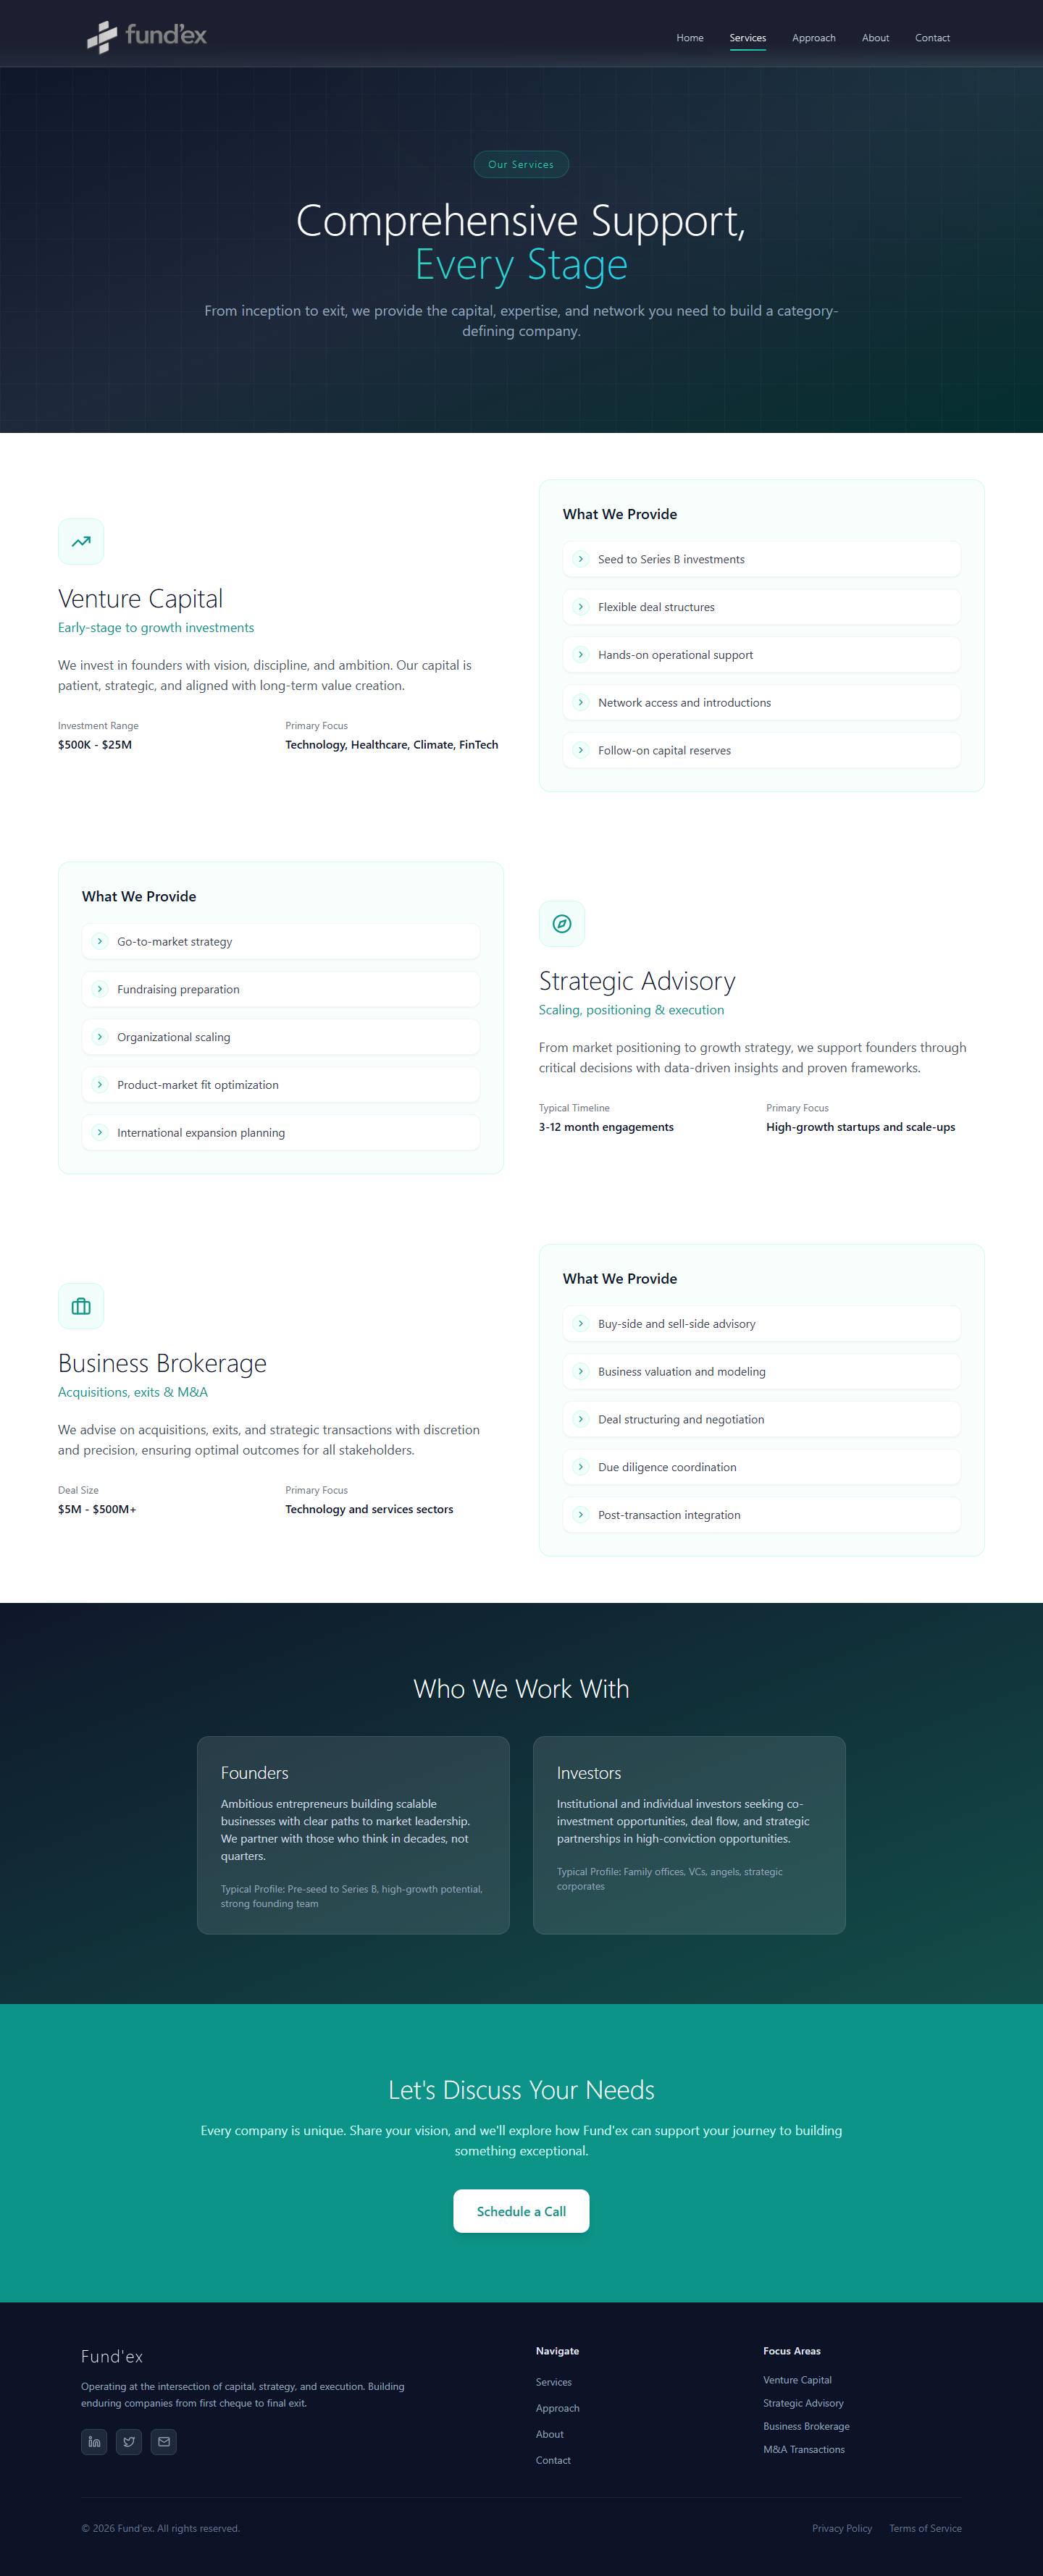 fund'ex
Home
Services
Approach
About
Contact
Our Services
Comprehensive Support,
Every Stage
From inception to exit, we provide the capital, expertise, and network you need to build a category-
defining company.
Venture Capital
Early-stage to growth investments
We invest in founders with vision, discipline, and ambition. Our capital is
patient, strategic, and aligned with long-term value creation.
Investment Range
$500K - $25M
Primary Focus
Technology, Healthcare, Climate, FinTech
What We Provide
Seed to Series B investments
Flexible deal structures
Hands-on operational support
Network access and introductions
Follow-on capital reserves
What We Provide
Go-to-market strategy
Fundraising preparation
Organizational scaling
Product-market fit optimization
International expansion planning
Strategic Advisory
Scaling, positioning & execution
From market positioning to growth strategy, we support founders through
critical decisions with data-driven insights and proven frameworks.
Typical Timeline
3-12 month engagements
Primary Focus
High-growth startups and scale-ups
Business Brokerage
Acquisitions, exits & M&A
We advise on acquisitions, exits, and strategic transactions with discretion
and precision, ensuring optimal outcomes for all stakeholders.
Deal Size
$5M - $500M+
Primary Focus
Technology and services sectors
What We Provide
Buy-side and sell-side advisory
Business valuation and modeling
Deal structuring and negotiation
Due diligence coordination
Post-transaction integration
Who We Work With
Founders
Ambitious entrepreneurs building scalable
businesses with clear paths to market leadership.
We partner with those who think in decades, not
quarters.
Typical Profile: Pre-seed to Series B, high-growth potential,
strong founding team
Investors
Institutional and individual investors seeking co-
investment opportunities, deal flow, and strategic
partnerships in high-conviction opportunities.
Typical Profile: Family offices, VCs, angels, strategic
corporates
Let's Discuss Your Needs
Every company is unique. Share your vision, and we'll explore how Fund'ex can support your journey to building
something exceptional.
Schedule a Call
Fund'ex
Operating at the intersection of capital, strategy, and execution. Building
enduring companies from first cheque to final exit.
Navigate
Services
Approach
About
Contact
Focus Areas
Venture Capital
Strategic Advisory
Business Brokerage
M&A Transactions
© 2026 Fund'ex. All rights reserved.
Privacy Policy
Terms of Service